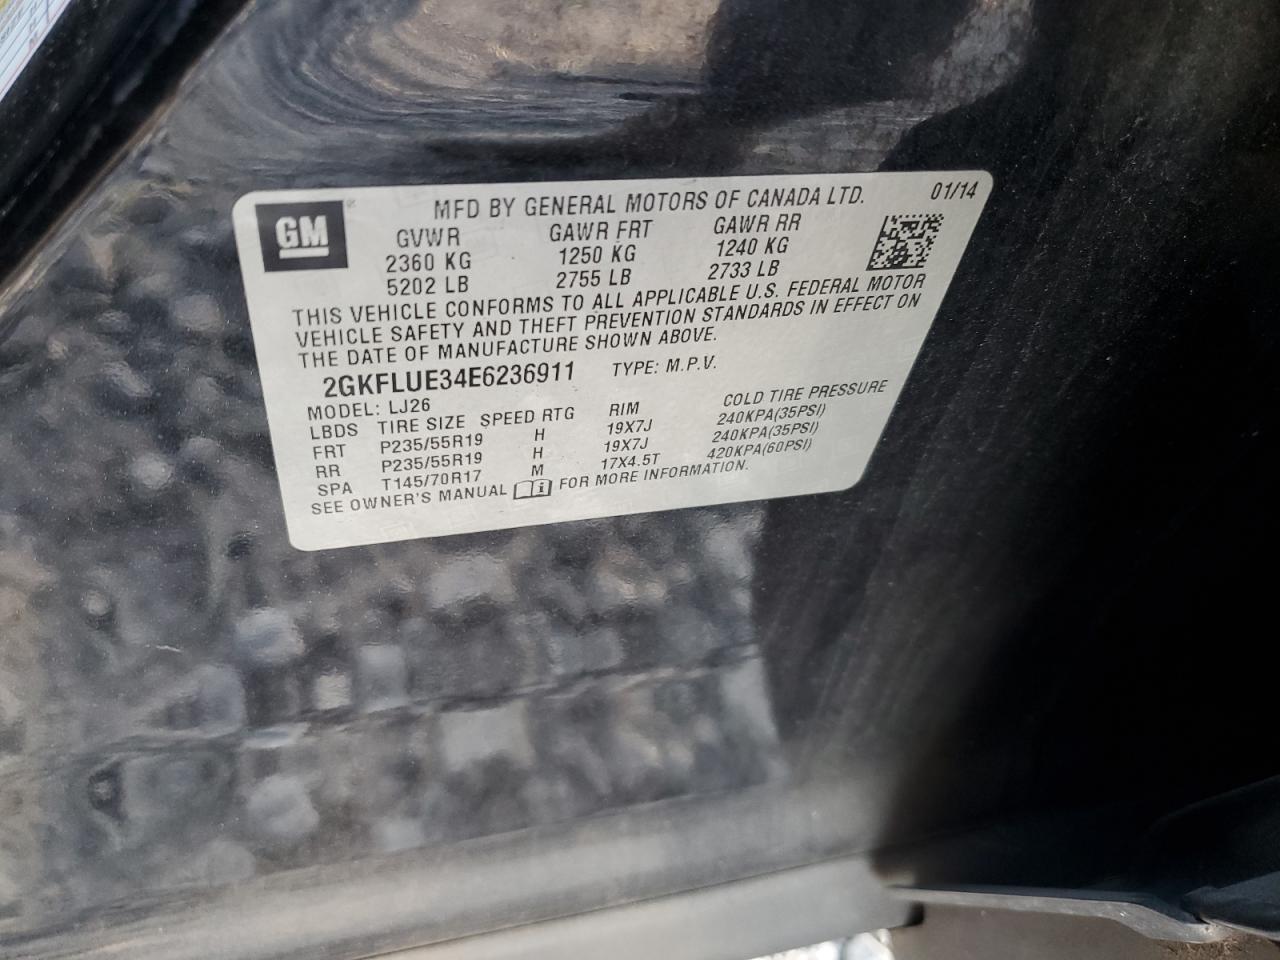 GM
MFD BY GENERAL MOTORS OF CANADA LTD. 01/14
GVWR GAWR FRT GAWR RR
2360 KG 1250 KG 1240 KG
5202 LB 2755 LB 2733 LB
THIS VEHICLE CONFORMS TO ALL APPLICABLE U.S. FEDERAL MOTOR
VEHICLE SAFETY AND THEFT PREVENTION STANDARDS IN EFFECT ON
THE DATE OF MANUFACTURE SHOWN ABOVE.
2GKFLUE34E6236911 TYPE: M.P.V.
MODEL: LJ26
LBDS TIRE SIZE SPEED RTG RIM COLD TIRE PRESSURE
FRT P235/55R19 H 19X7J 240KPA(35PSI)
RR P235/55R19 H 19X7J 240KPA(35PSI)
SPA T145/70R17 M 17X4.5T 420KPA(60PSI)
SEE OWNER'S MANUAL FOR MORE INFORMATION.